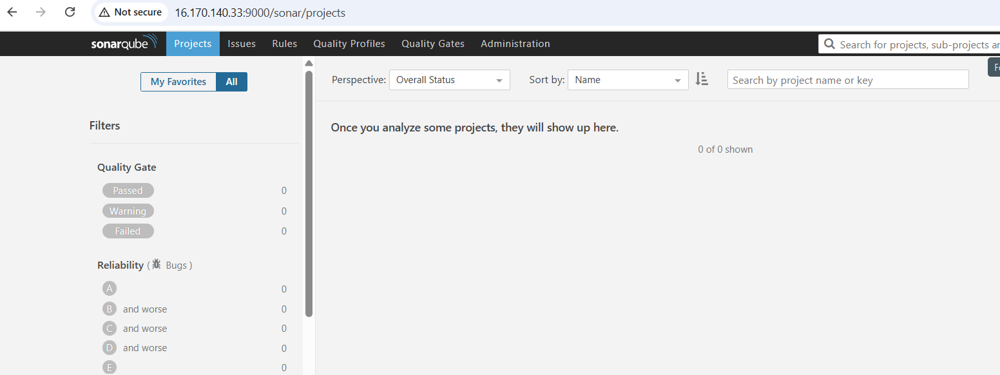 Not secure 16.170.140.33:9000/sonar/projects
sonarqube Projects Issues Rules Quality Profiles Quality Gates Administration Search for projects, sub-projects
My Favorites All
Perspective: Overall Status Sort by: Name Search by project name or key
Filters
Once you analyze some projects, they will show up here.
0 of 0 shown
Quality Gate
Passed 0
Warning 0
Failed 0
Reliability ( Bugs )
A 0
B and worse 0
C and worse 0
D and worse 0
E 0